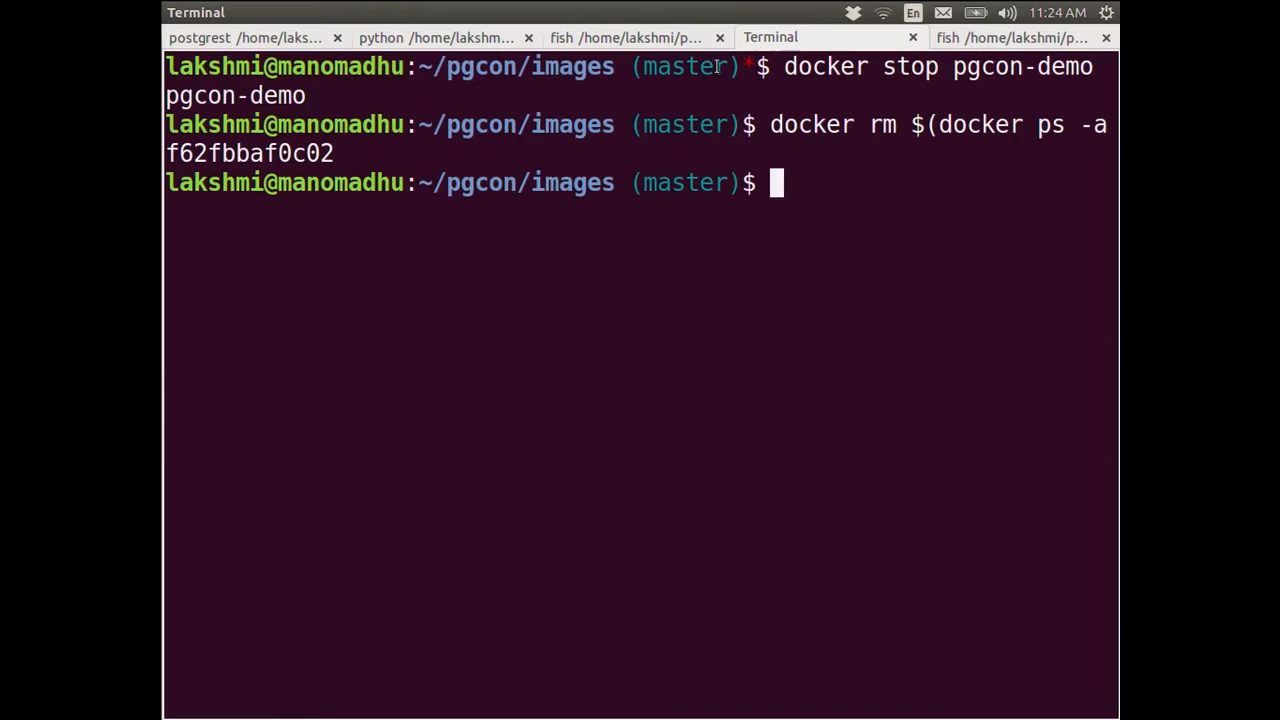 Terminal
En
11:24 AM
postgrest /home/laks...
python /home/lakshm...
fish /home/lakshmi/p...
Terminal
fish /home/lakshmi/p...
lakshmi@manomadhu:~/pgcon/images (master)*$ docker stop pgcon-demo
pgcon-demo
lakshmi@manomadhu:~/pgcon/images (master)$ docker rm $(docker ps -a
f62fbbaf0c02
lakshmi@manomadhu:~/pgcon/images (master)$